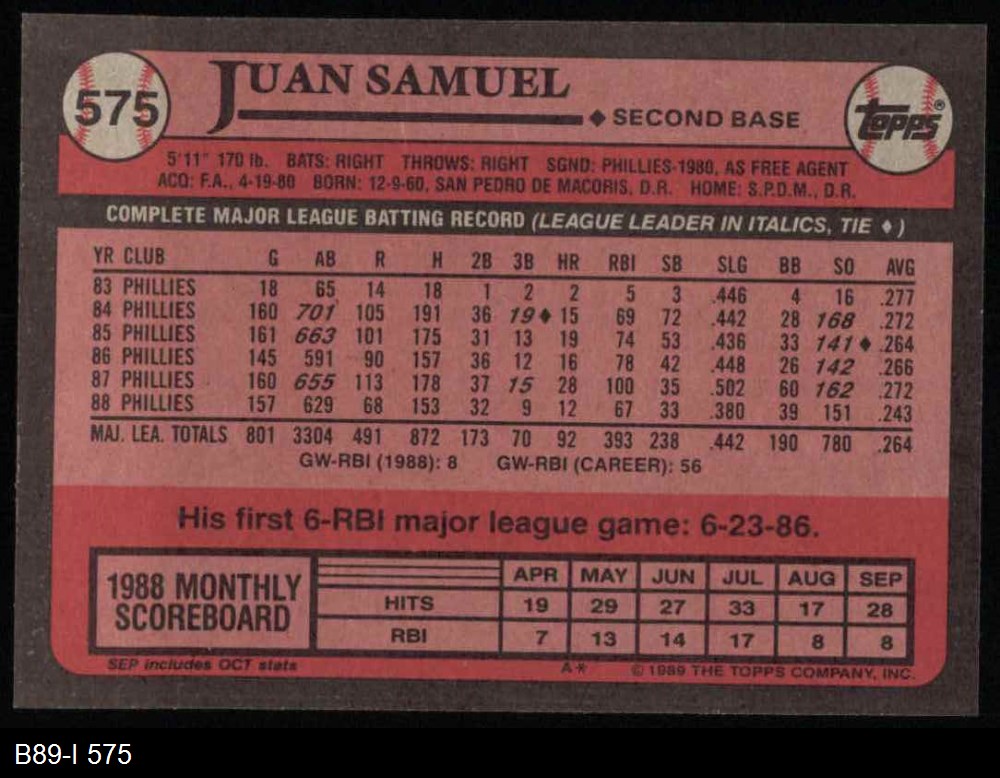 575
JUAN SAMUEL
◆ SECOND BASE
TOPPS®
5'11" 170 lb. BATS: RIGHT THROWS: RIGHT SGND: PHILLIES-1980, AS FREE AGENT
ACQ: F.A., 4-19-80 BORN: 12-9-60, SAN PEDRO DE MACORIS, D.R. HOME: S.P.D.M., D.R.
COMPLETE MAJOR LEAGUE BATTING RECORD (LEAGUE LEADER IN ITALICS, TIE ♦)
YR CLUB G AB R H 2B 3B HR RBI SB SLG BB SO AVG
83 PHILLIES 18 65 14 18 1 2 2 5 3 .446 4 16 .277
84 PHILLIES 160 701 105 191 36 19♦ 15 69 72 .442 28 168 .272
85 PHILLIES 161 663 101 175 31 13 19 74 53 .436 33 141♦ .264
86 PHILLIES 145 591 90 157 36 12 16 78 42 .448 26 142 .266
87 PHILLIES 160 655 113 178 37 15 28 100 35 .502 60 162 .272
88 PHILLIES 157 629 68 153 32 9 12 67 33 .380 39 151 .243
MAJ. LEA. TOTALS 801 3304 491 872 173 70 92 393 238 .442 190 780 .264
GW-RBI (1988): 8 GW-RBI (CAREER): 56
His first 6-RBI major league game: 6-23-86.
1988 MONTHLY
SCOREBOARD
APR MAY JUN JUL AUG SEP
HITS 19 29 27 33 17 28
RBI 7 13 14 17 8 8
SEP includes OCT stats
A* © 1989 THE TOPPS COMPANY, INC.
B89-I 575